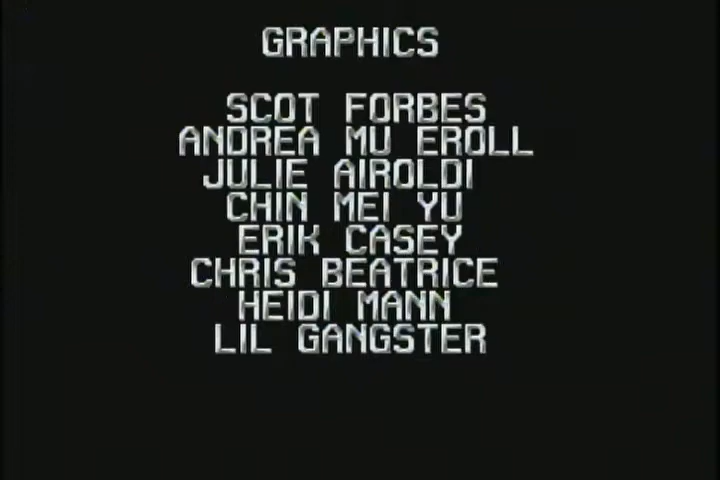 GRAPHICS
SCOT FORBES
ANDREA MU EROLL
JULIE AIROLDI
CHIN MEI YU
ERIK CASEY
CHRIS BEATRICE
HEIDI MANN
LIL GANGSTER